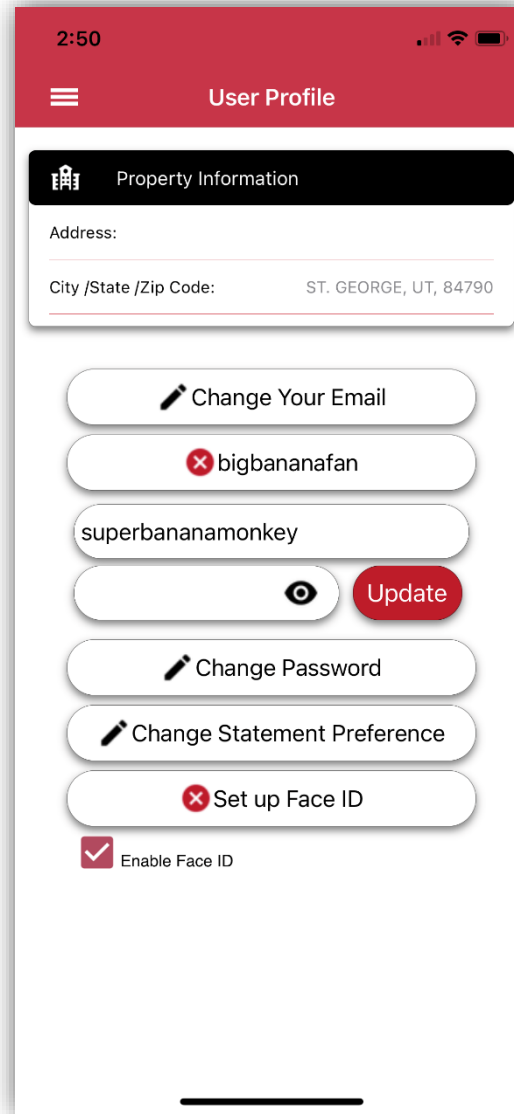 2:50
User Profile
Property Information
Address:
City /State /Zip Code: ST. GEORGE, UT, 84790
Change Your Email
bigbananafan
superbananamonkey
Update
Change Password
Change Statement Preference
Set up Face ID
Enable Face ID